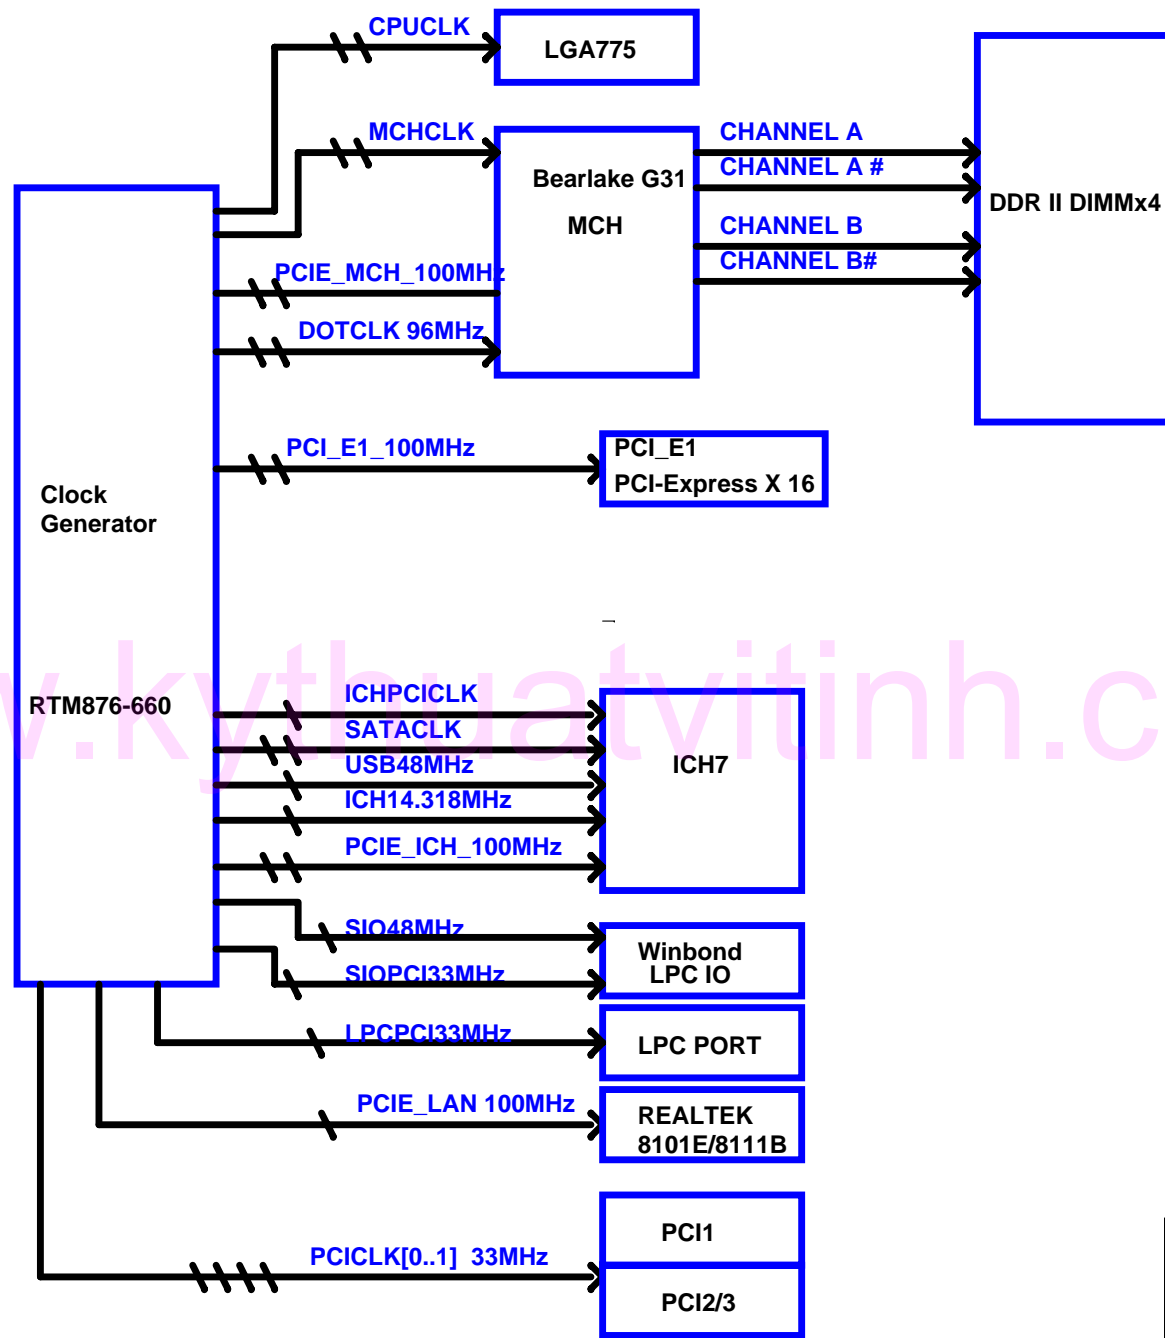 CPUCLK
LGA775
MCHCLK
Bearlake G31
MCH
CHANNEL A
CHANNEL A #
CHANNEL B
CHANNEL B#
DDR II DIMMx4
PCIE_MCH_100MHz
DOTCLK 96MHz
PCI_E1_100MHz
PCI_E1
PCI-Express X 16
Clock
Generator
RTM876-660
w.kythuatvitinh.c
ICHPCICLK
SATACLK
USB48MHz
ICH14.318MHz
PCIE_ICH_100MHz
ICH7
SIO48MHz
SIOPCI33MHz
Winbond
LPC IO
LPCPCI33MHz
LPC PORT
PCIE_LAN 100MHz
REALTEK
8101E/8111B
PCI1
PCICLK[0..1] 33MHz
PCI2/3